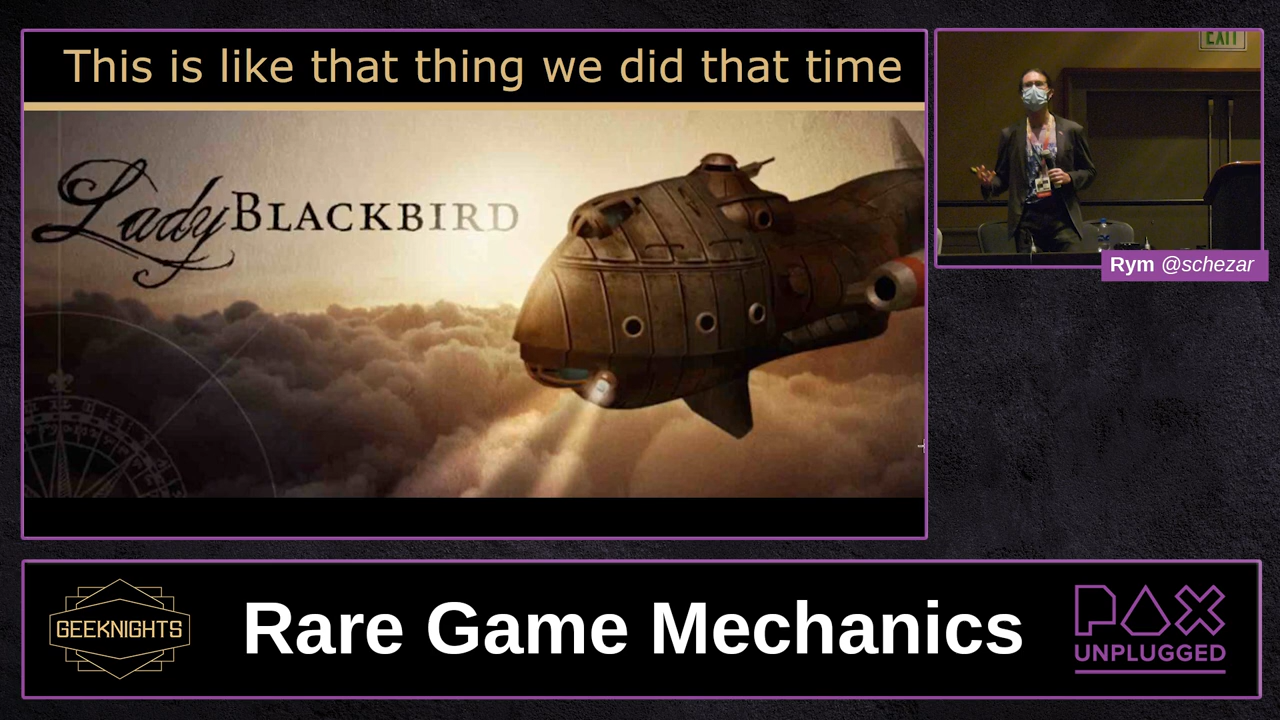 This is like that thing we did that time
Lady BLACKBIRD
EXIT
Rym @schezar
GEEKNIGHTS
Rare Game Mechanics
PAX
UNPLUGGED